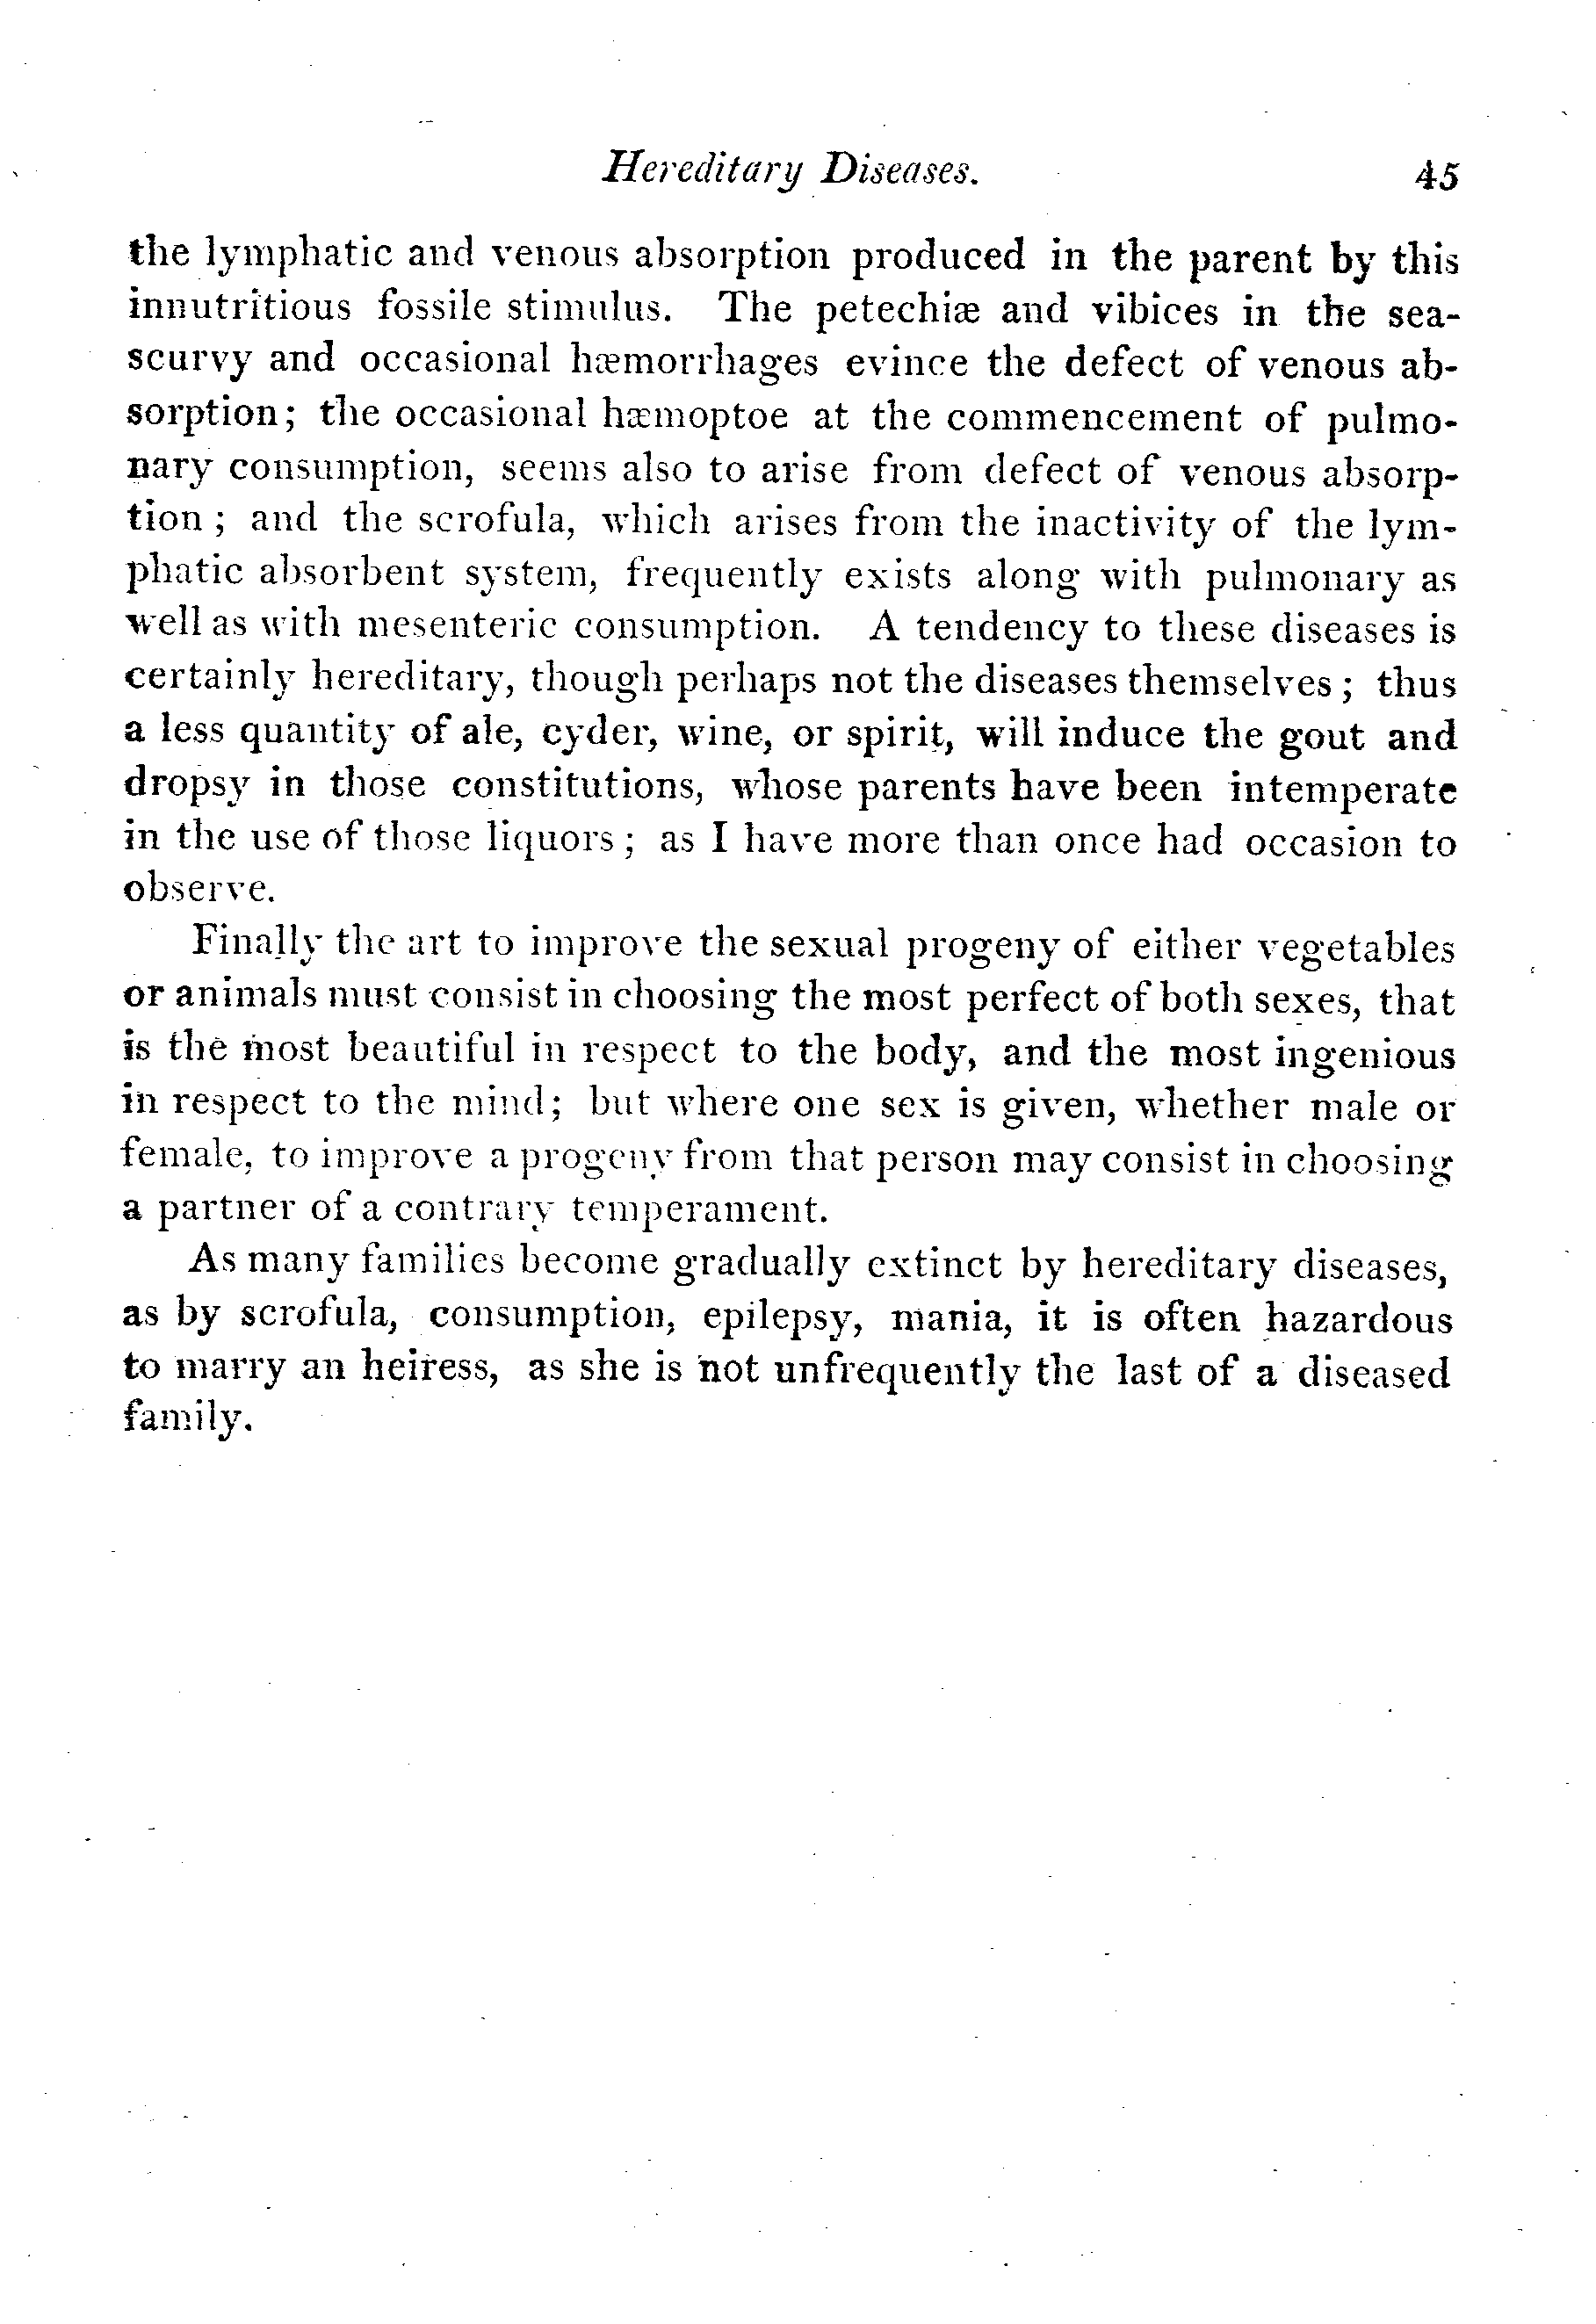 Hereditary Diseases. 45
the lymphatic and venous absorption produced in the parent by this
innutritious fossile stimulus. The petechiæ and vibices in the sea-
scurvy and occasional hæmorrhages evince the defect of venous ab-
sorption; the occasional hæmoptoe at the commencement of pulmo-
nary consumption, seems also to arise from defect of venous absorp-
tion; and the scrofula, which arises from the inactivity of the lym-
phatic absorbent system, frequently exists along with pulmonary as
well as with mesenteric consumption. A tendency to these diseases is
certainly hereditary, though perhaps not the diseases themselves; thus
a less quantity of ale, cyder, wine, or spirit, will induce the gout and
dropsy in those constitutions, whose parents have been intemperate
in the use of those liquors; as I have more than once had occasion to
observe.
Finally the art to improve the sexual progeny of either vegetables
or animals must consist in choosing the most perfect of both sexes, that
is the most beautiful in respect to the body, and the most ingenious
in respect to the mind; but where one sex is given, whether male or
female, to improve a progeny from that person may consist in choosing
a partner of a contrary temperament.
As many families become gradually extinct by hereditary diseases,
as by scrofula, consumption, epilepsy, mania, it is often hazardous
to marry an heiress, as she is not unfrequently the last of a diseased
family.